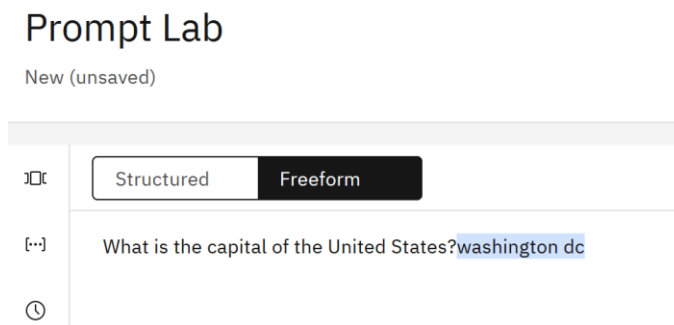 Prompt Lab
New (unsaved)
Structured Freeform
What is the capital of the United States?washington dc